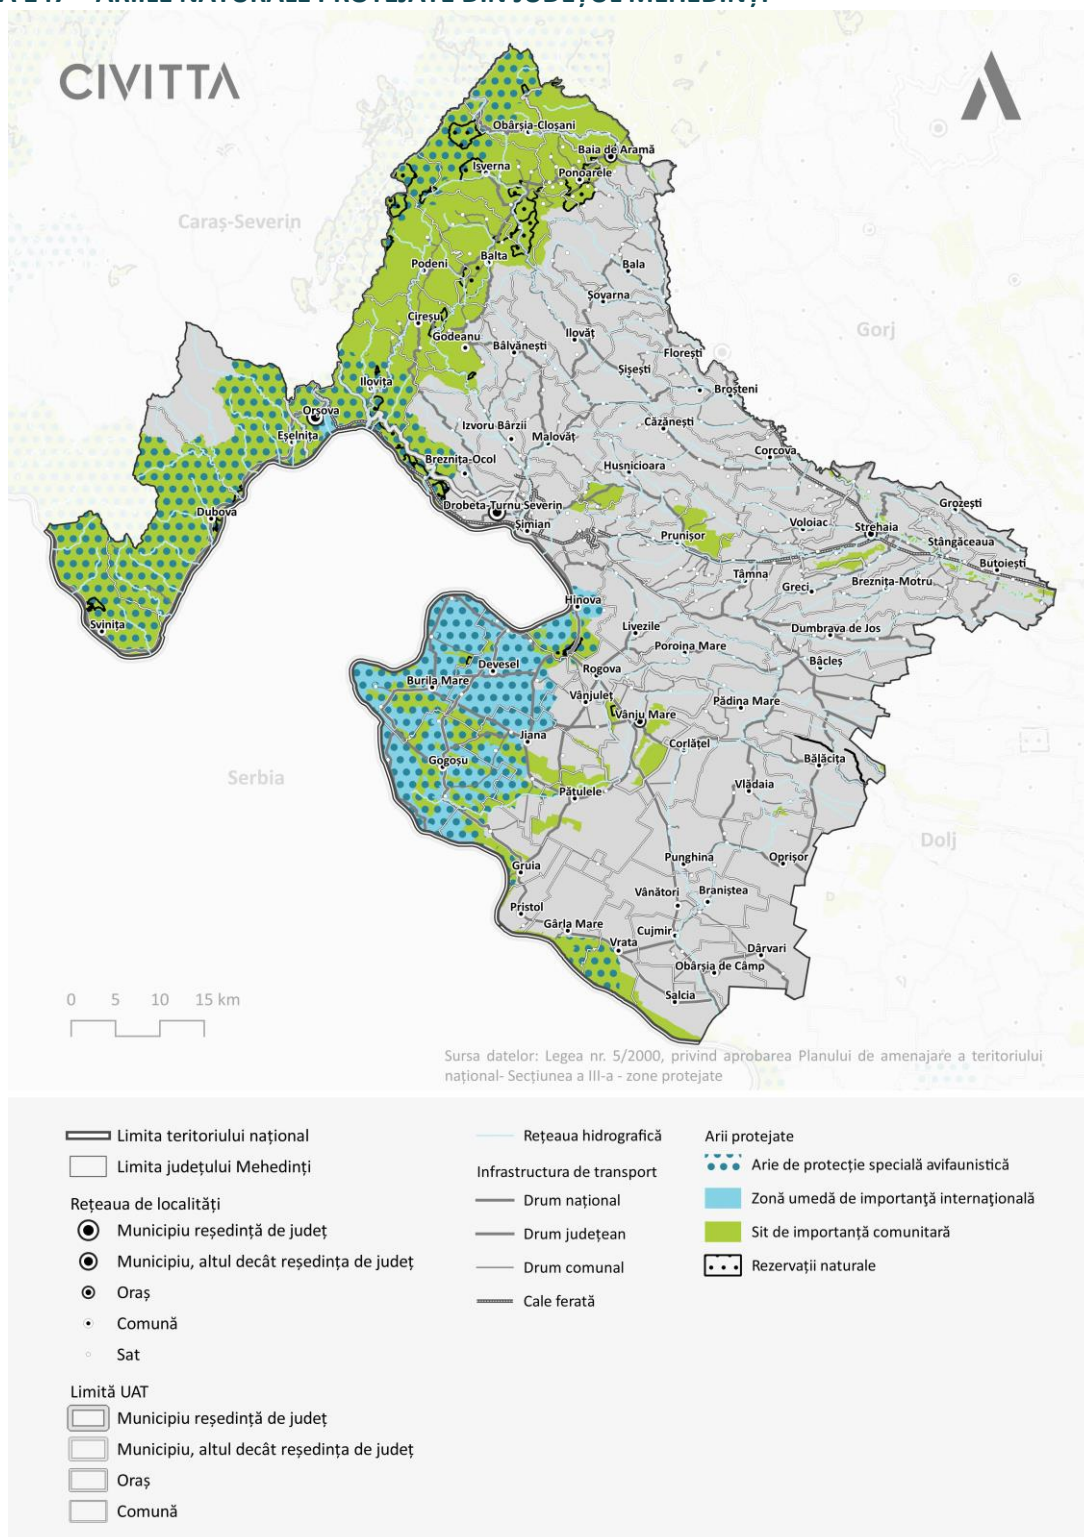 ARIILE NATURALE PROTEJATE DIN JUDEȚUL MEHEDINȚI
CIVITTA
Obârșia-Cloșani
Baia de Aramă
Isverna
Ponoarele
Caraș-Severin
Balta
Podeni
Bala
Șovarna
Cireșu
Gorj
Godeanu
Ilovăț
Bâlvănești
Florești
Șișești
Ilovița
Broșteni
Orșova
Izvoru Bârzii
Căzănești
Eșelnița
Malovăț
Corcova
Breznița-Ocol
Husnicioara
Drobeta-Turnu Severin
Grozești
Dubova
Șimian
Voloiac
Strehaia
Prunișor
Stângăceaua
Butoiești
Tâmna
Greci
Breznița-Motru
Hinova
Svinița
Livezile
Dumbrava de Jos
Poroina Mare
Devesel
Bâcleș
Rogova
Burila Mare
Vânjuleț
Pădina Mare
Vânju Mare
Jiana
Corlățel
Gogoșu
Bălăcița
Serbia
Vlădaia
Pătulele
Dolj
Punghina
Oprișor
Gruia
Vânători
Braniștea
Pristol
Gârla Mare
Cujmir
Vrata
Dârvari
Obârșia de Câmp
Salcia
0 5 10 15 km
Sursa datelor: Legea nr. 5/2000, privind aprobarea Planului de amenajare a teritoriului
național- Secțiunea a III-a - zone protejate
Limita teritoriului național
Limita județului Mehedinți
Rețeaua de localități
Municipiu reședință de județ
Municipiu, altul decât reședința de județ
Oraș
Comună
Sat
Limită UAT
Municipiu reședință de județ
Municipiu, altul decât reședința de județ
Oraș
Comună
Rețeaua hidrografică
Infrastructura de transport
Drum național
Drum județean
Drum comunal
Cale ferată
Arii protejate
Arie de protecție specială avifaunistică
Zonă umedă de importanță internațională
Sit de importanță comunitară
Rezervații naturale